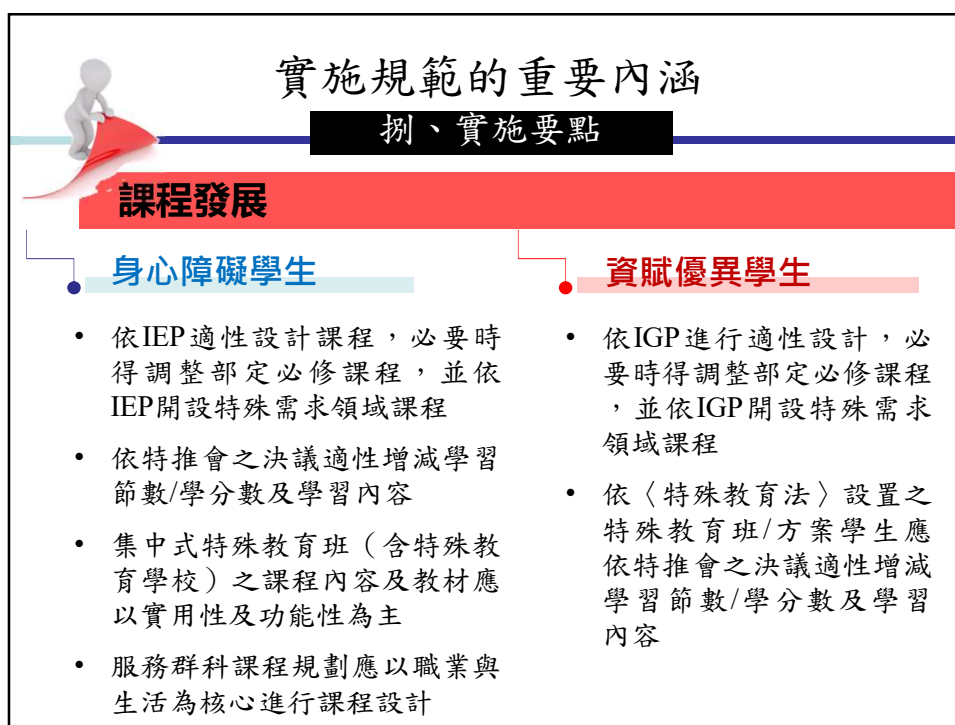 實施規範的重要內涵
捌、實施要點
課程發展
身心障礙學生
• 依IEP適性設計課程，必要時
得調整部定必修課程，並依
IEP開設特殊需求領域課程
• 依特推會之決議適性增減學習
節數/學分數及學習內容
• 集中式特殊教育班（含特殊教
育學校）之課程內容及教材應
以實用性及功能性為主
• 服務群科課程規劃應以職業與
生活為核心進行課程設計
資賦優異學生
• 依IGP進行適性設計，必
要時得調整部定必修課程
，並依IGP開設特殊需求
領域課程
• 依〈特殊教育法〉設置之
特殊教育班/方案學生應
依特推會之決議適性增減
學習節數/學分數及學習
內容